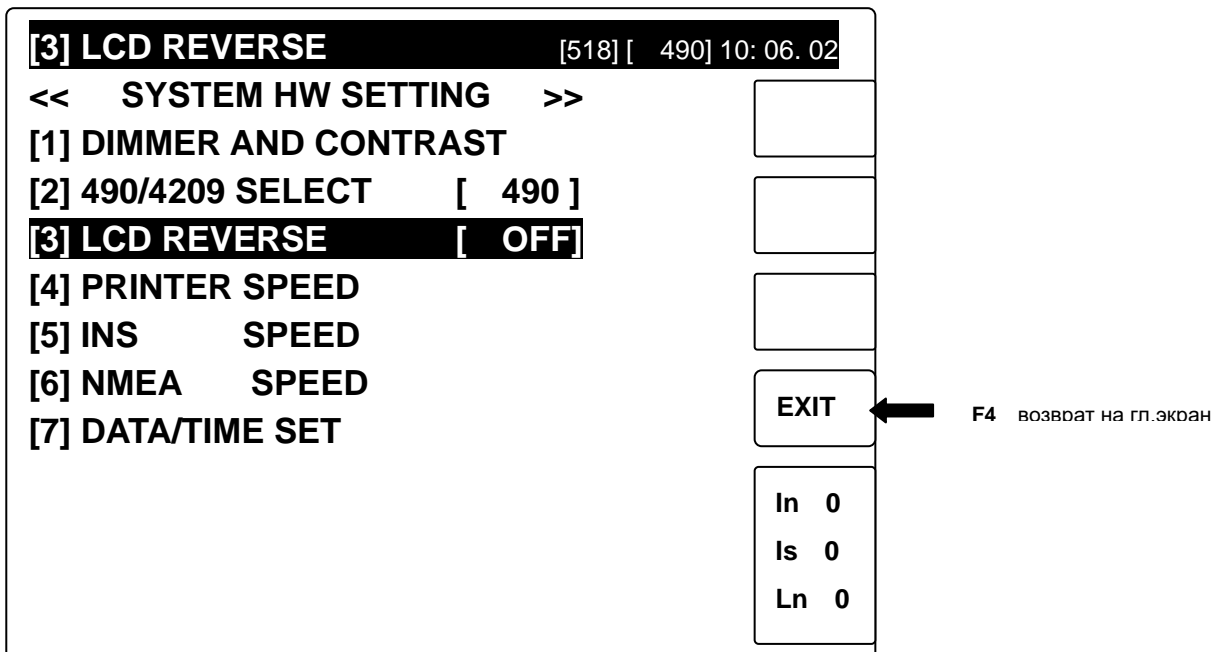 [3] LCD REVERSE [518] [ 490] 10: 06. 02
<< SYSTEM HW SETTING >>
[1] DIMMER AND CONTRAST
[2] 490/4209 SELECT [ 490 ]
[3] LCD REVERSE [ OFF]
[4] PRINTER SPEED
[5] INS SPEED
[6] NMEA SPEED
[7] DATA/TIME SET
EXIT
F4 возврат на гл.экран
In 0
Is 0
Ln 0